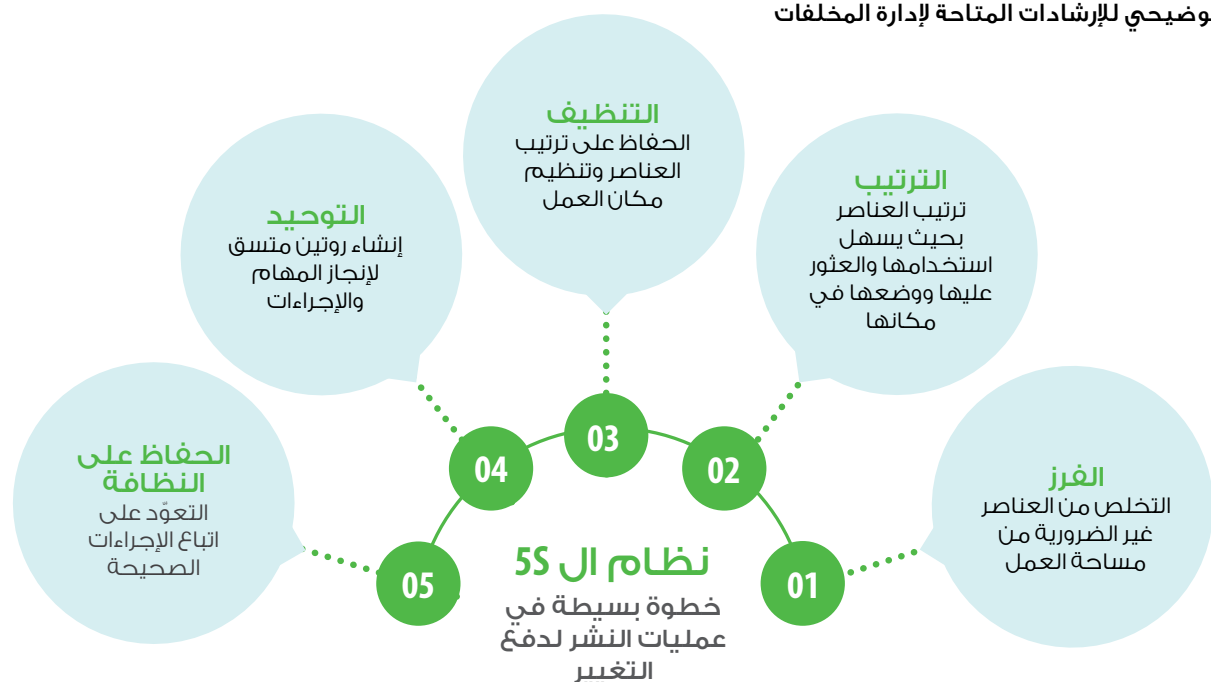 وضيحي للإرشادات المتاحة لإدارة المخلفات
التنظيف
الحفاظ على ترتيب
العناصر وتنظيم
مكان العمل
الترتيب
ترتيب العناصر
بحيث يسهل
استخدامها والعثور
عليها ووضعها في
مكانها
التوحيد
إنشاء روتين متسق
لإنجاز المهام
والإجراءات
الفرز
التخلص من العناصر
غير الضرورية من
مساحة العمل
الحفاظ على
النظافة
التعوّد على
اتباع الإجراءات
الصحيحة
01
02
03
04
05
نظام ال 5S
خطوة بسيطة في
عمليات النشر لدفع
التغيير